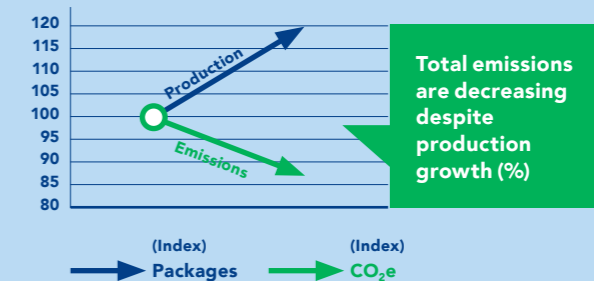 120
115
110
105
100
95
90
85
80
Production
Emissions
Total emissions
are decreasing
despite
production
growth (%)
(Index)
Packages
(Index)
CO₂e